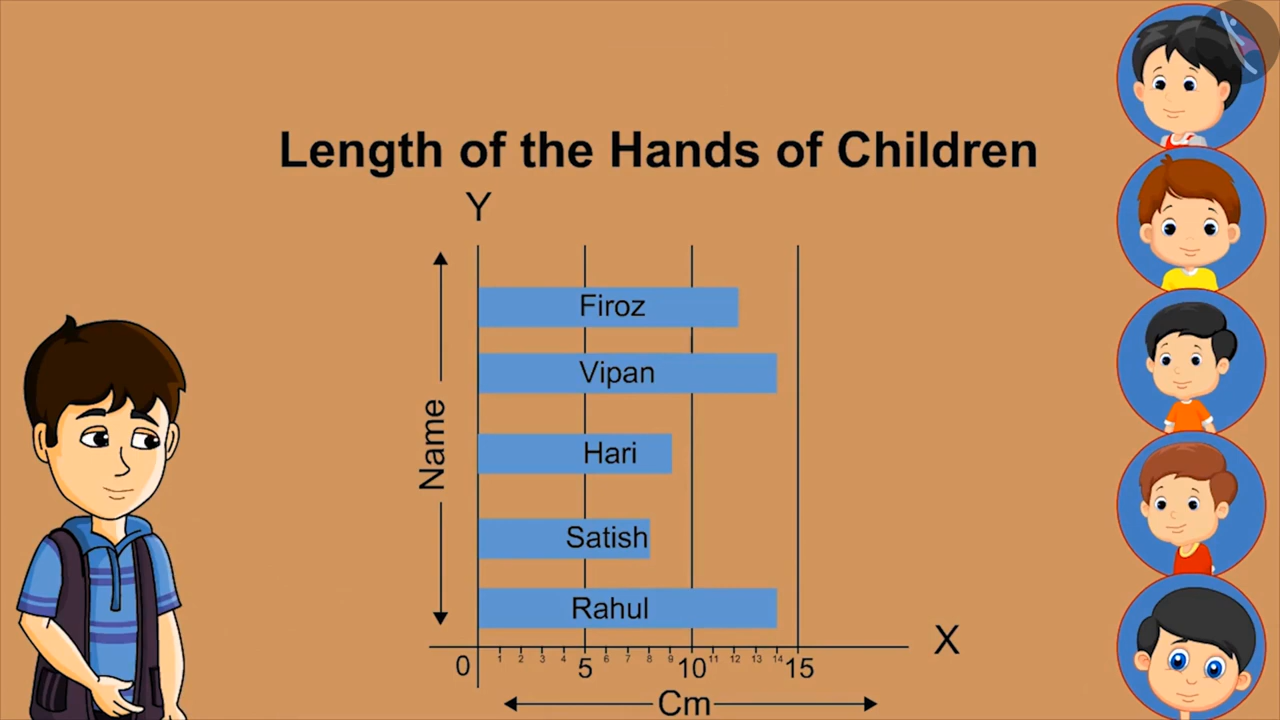 Length of the Hands of Children
Y
Firoz
Vipan
Hari
Satish
Rahul
Name
X
0 1 2 3 4 5 6 7 8 9 10 11 12 13 14 15
Cm